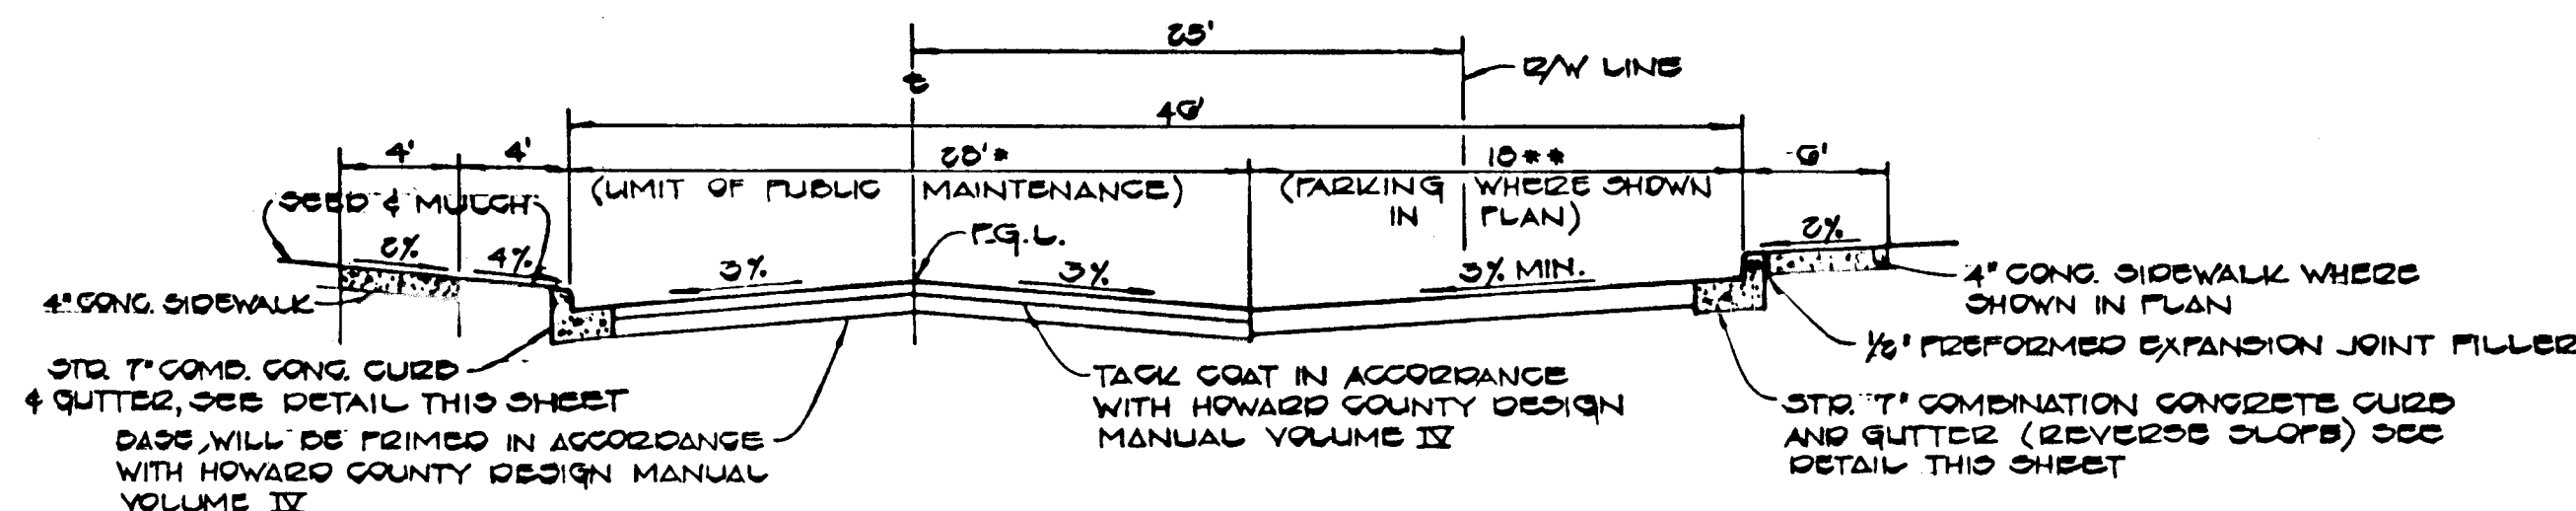 25'
℄
R/W LINE
46'
4'
4'
28'*
18**
6'
(LIMIT OF PUBLIC MAINTENANCE)
(PARKING WHERE SHOWN
IN PLAN)
SEED & MULCH
P.G.L.
2%
4%
3%
3%
3% MIN.
2%
4" CONC. SIDEWALK
4" CONC. SIDEWALK WHERE
SHOWN IN PLAN
1/2" PREFORMED EXPANSION JOINT FILLER
STD. 7" COMB. CONC. CURB
& GUTTER, SEE DETAIL THIS SHEET
BASE, WILL BE PRIMED IN ACCORDANCE
WITH HOWARD COUNTY DESIGN MANUAL
VOLUME IV
TACK COAT IN ACCORDANCE
WITH HOWARD COUNTY DESIGN
MANUAL VOLUME IV
STD. 7" COMBINATION CONCRETE CURB
AND GUTTER (REVERSE SLOPE) SEE
DETAIL THIS SHEET